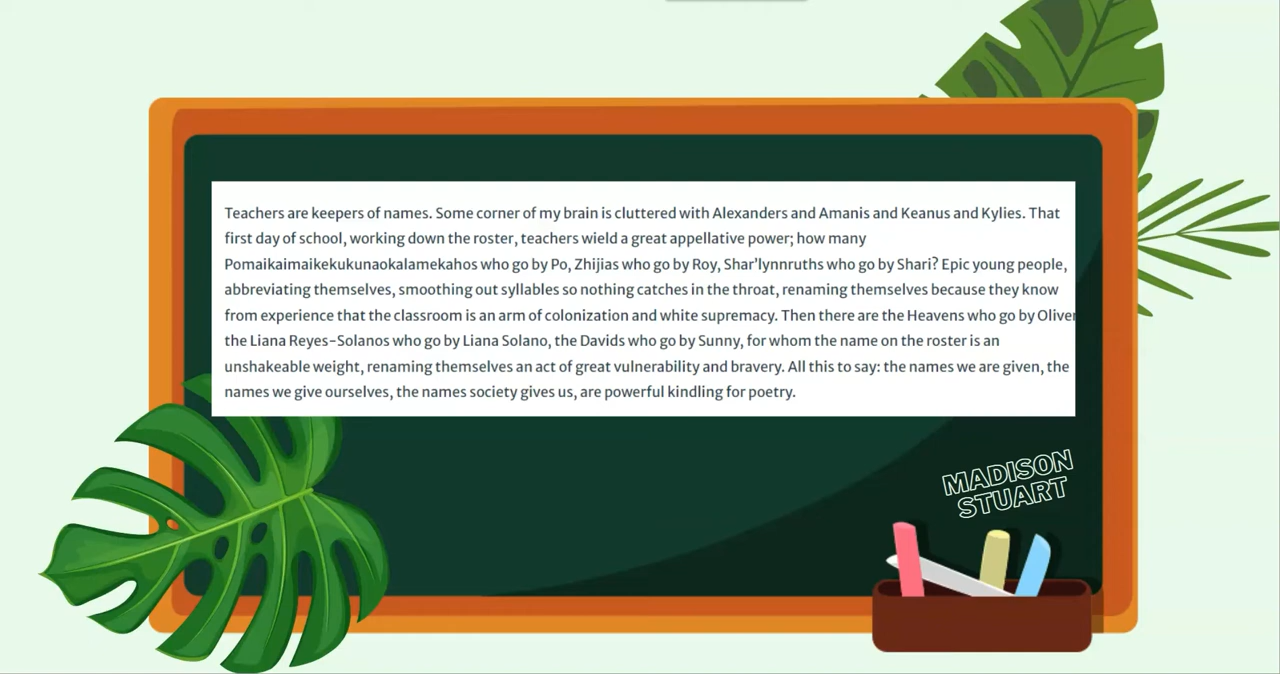 Teachers are keepers of names. Some corner of my brain is cluttered with Alexanders and Amanis and Keanus and Kylies. That
first day of school, working down the roster, teachers wield a great appellative power; how many
Pomaikaimaikekukunaokalamekahos who go by Po, Zhijias who go by Roy, Shar'lynnruths who go by Shari? Epic young people,
abbreviating themselves, smoothing out syllables so nothing catches in the throat, renaming themselves because they know
from experience that the classroom is an arm of colonization and white supremacy. Then there are the Heavens who go by Oliver
the Liana Reyes-Solanos who go by Liana Solano, the Davids who go by Sunny, for whom the name on the roster is an
unshakeable weight, renaming themselves an act of great vulnerability and bravery. All this to say: the names we are given, the
names we give ourselves, the names society gives us, are powerful kindling for poetry.
MADISON
STUART